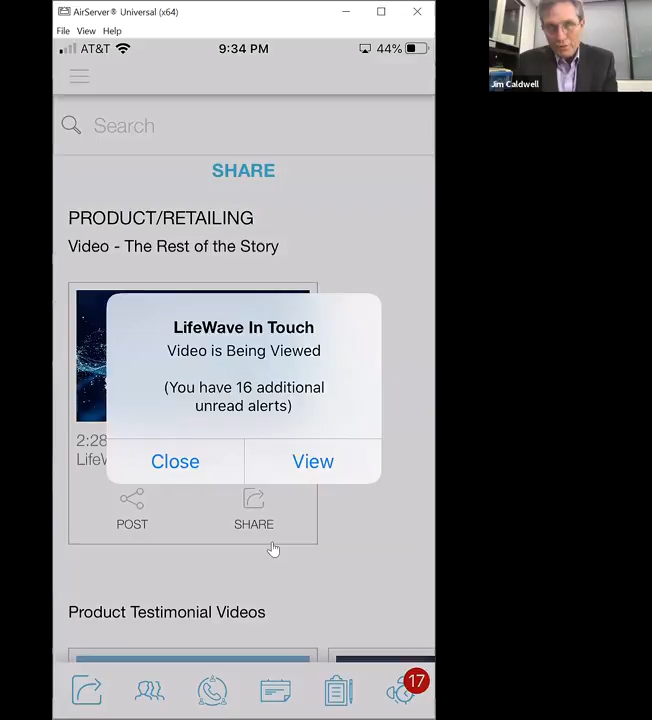 AirServer® Universal (x64)
File View Help
AT&T 9:34 PM 44%
Jim Caldwell
Search
SHARE
PRODUCT/RETAILING
Video - The Rest of the Story
LifeWave In Touch
Video is Being Viewed
(You have 16 additional
unread alerts)
2:28
Close View
POST SHARE
Product Testimonial Videos
17